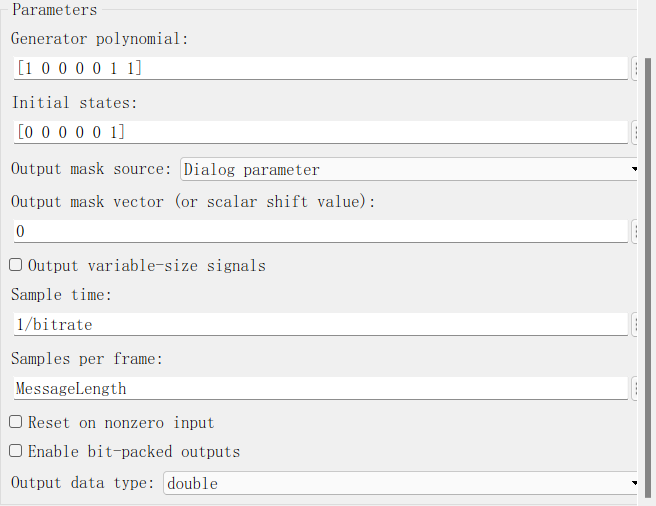 Parameters
Generator polynomial:
[1 0 0 0 0 1 1]
Initial states:
[0 0 0 0 0 1]
Output mask source: Dialog parameter
Output mask vector (or scalar shift value):
0
Output variable-size signals
Sample time:
1/bitrate
Samples per frame:
MessageLength
Reset on nonzero input
Enable bit-packed outputs
Output data type: double